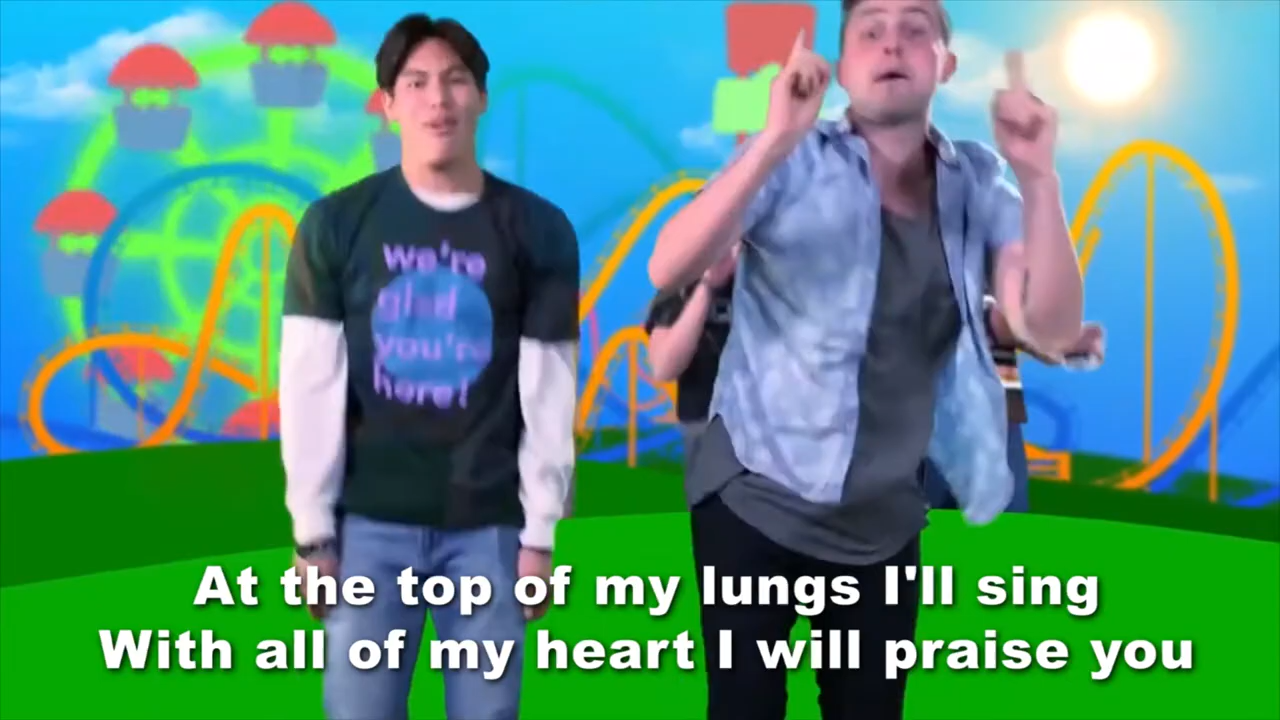 we're
glad
you're
here!
At the top of my lungs I'll sing
With all of my heart I will praise you